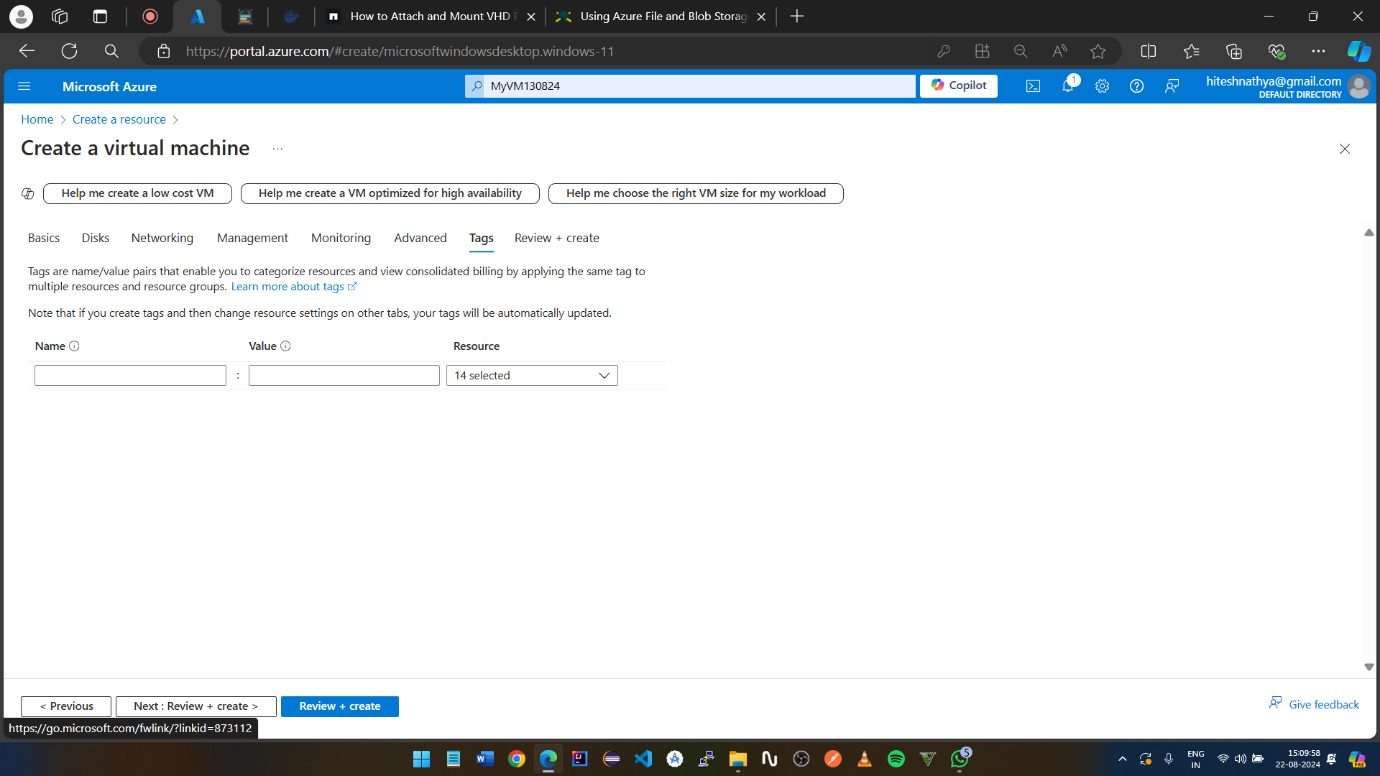 How to Attach and Mount VHD F
Using Azure File and Blob Storag
https://portal.azure.com/#create/microsoftwindowsdesktop.windows-11
Microsoft Azure
MyVM130824
Copilot
1
hiteshnathya@gmail.com
DEFAULT DIRECTORY
Home > Create a resource >
Create a virtual machine ...
Help me create a low cost VM
Help me create a VM optimized for high availability
Help me choose the right VM size for my workload
Basics Disks Networking Management Monitoring Advanced Tags Review + create
Tags are name/value pairs that enable you to categorize resources and view consolidated billing by applying the same tag to
multiple resources and resource groups. Learn more about tags
Note that if you create tags and then change resource settings on other tabs, your tags will be automatically updated.
Name Value Resource
: 14 selected
< Previous
Next : Review + create >
Review + create
Give feedback
https://go.microsoft.com/fwlink/?linkid=873112
5
ENG
IN
15:09:58
22-08-2024